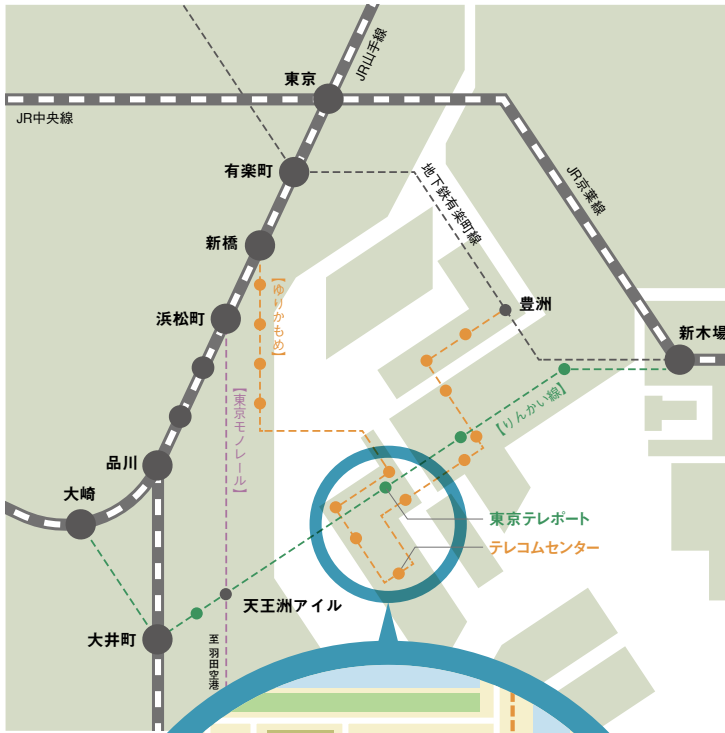 東京
JR山手線
JR中央線
有楽町
地下鉄有楽町線
JR京葉線
新橋
【ゆりかもめ】
浜松町
豊洲
新木場
【東京モノレール】
【りんかい線】
品川
大崎
東京テレポート
テレコムセンター
天王洲アイル
大井町
至 羽田空港